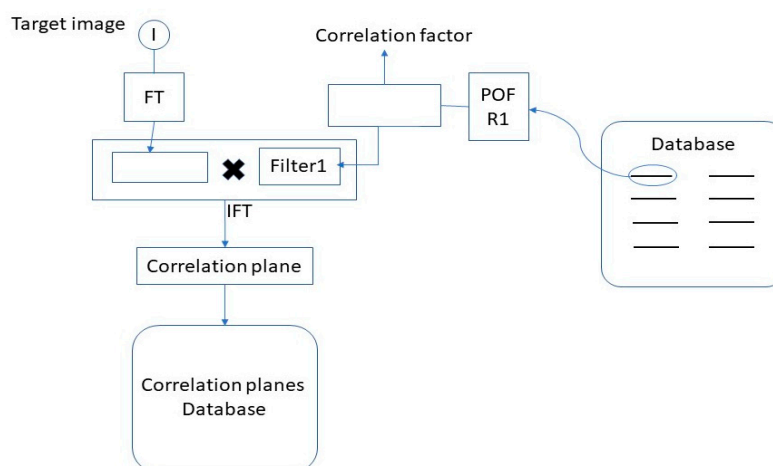 Target image
I
Correlation factor
FT
POF
R1
Database
Filter1
IFT
Correlation plane
Correlation planes
Database